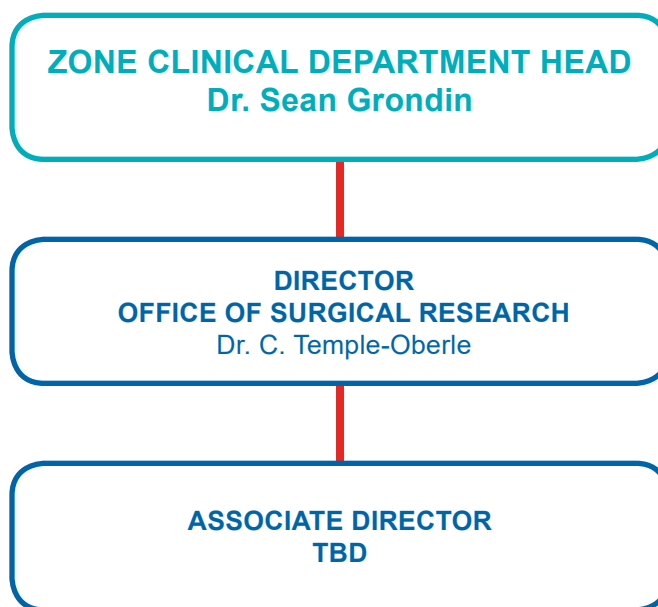 ZONE CLINICAL DEPARTMENT HEAD
Dr. Sean Grondin
DIRECTOR
OFFICE OF SURGICAL RESEARCH
Dr. C. Temple-Oberle
ASSOCIATE DIRECTOR
TBD